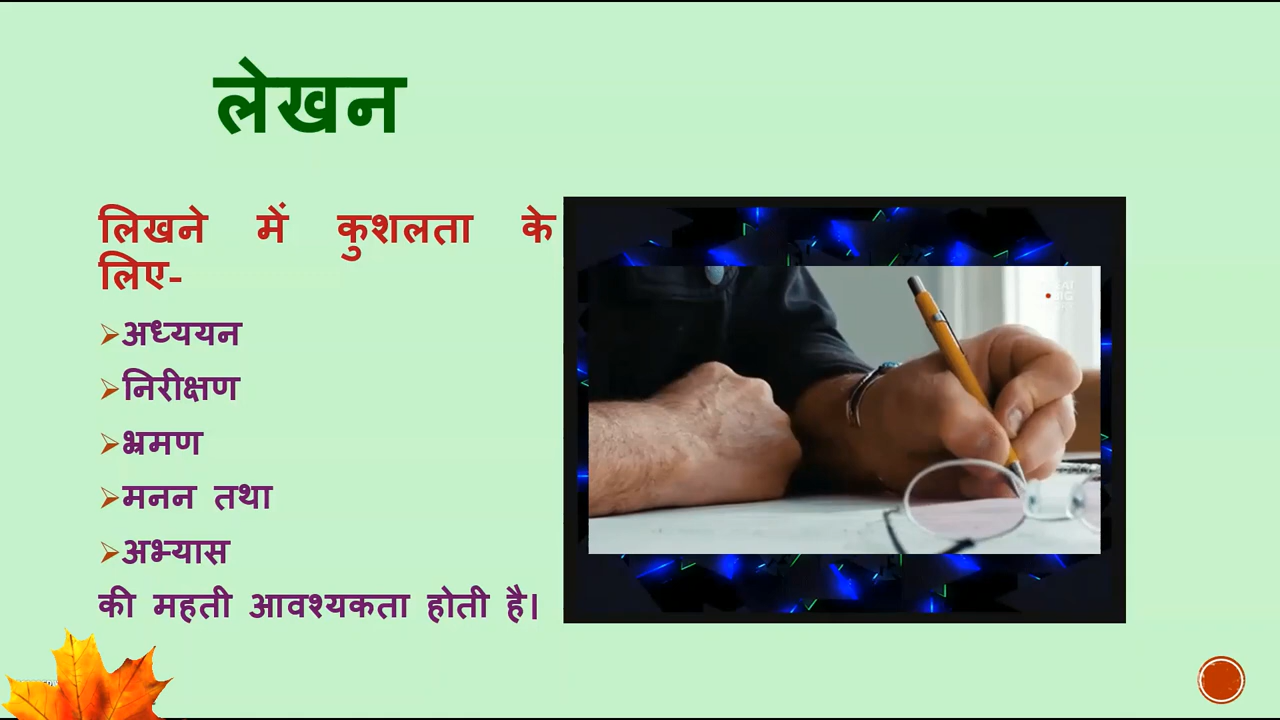 लेखन
लिखने में कुशलता के
लिए-
अध्ययन
निरीक्षण
भ्रमण
मनन तथा
अभ्यास
की महती आवश्यकता होती है।